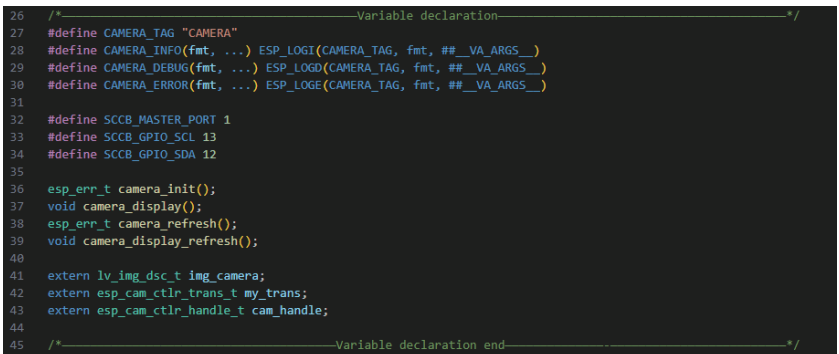 26 /*————————————————————————Variable declaration————————————————————————*/
27 #define CAMERA_TAG "CAMERA"
28 #define CAMERA_INFO(fmt, ...) ESP_LOGI(CAMERA_TAG, fmt, ##__VA_ARGS__)
29 #define CAMERA_DEBUG(fmt, ...) ESP_LOGD(CAMERA_TAG, fmt, ##__VA_ARGS__)
30 #define CAMERA_ERROR(fmt, ...) ESP_LOGE(CAMERA_TAG, fmt, ##__VA_ARGS__)
31
32 #define SCCB_MASTER_PORT 1
33 #define SCCB_GPIO_SCL 13
34 #define SCCB_GPIO_SDA 12
35
36 esp_err_t camera_init();
37 void camera_display();
38 esp_err_t camera_refresh();
39 void camera_display_refresh();
40
41 extern lv_img_dsc_t img_camera;
42 extern esp_cam_ctlr_trans_t my_trans;
43 extern esp_cam_ctlr_handle_t cam_handle;
44
45 /*———————————————————————Variable declaration end———————————————————————*/